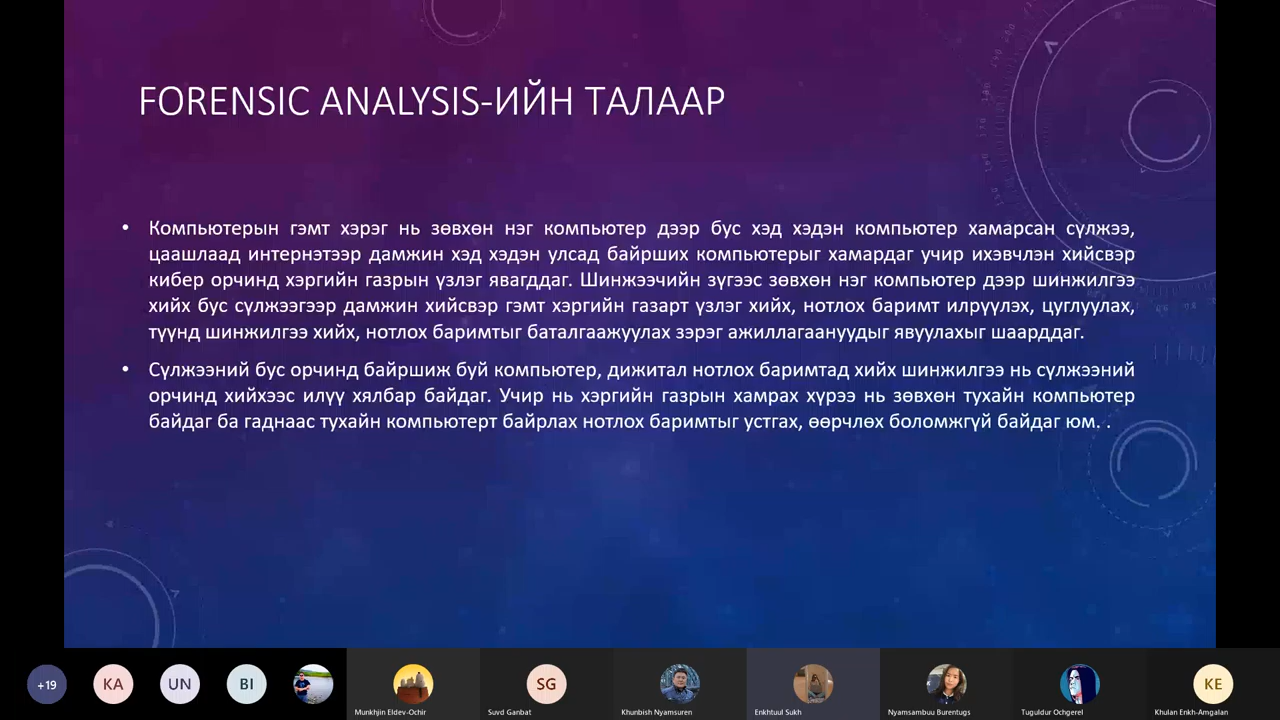 FORENSIC ANALYSIS-ИЙН ТАЛААР
• Компьютерын гэмт хэрэг нь зөвхөн нэг компьютер дээр бус хэд хэдэн компьютер хамарсан сүлжээ,
цаашлаад интернэтээр дамжин хэд хэдэн улсад байрших компьютерыг хамардаг учир ихэвчлэн хийсвэр
кибер орчинд хэргийн газрын үзлэг явагддаг. Шинжээчийн зүгээс зөвхөн нэг компьютер дээр шинжилгээ
хийх бус сүлжээгээр дамжин хийсвэр гэмт хэргийн газарт үзлэг хийх, нотлох баримт илрүүлэх, цуглуулах,
түүнд шинжилгээ хийх, нотлох баримтыг баталгаажуулах зэрэг ажиллагаануудыг явуулахыг шаарддаг.
• Сүлжээний бус орчинд байршиж буй компьютер, дижитал нотлох баримтад хийх шинжилгээ нь сүлжээний
орчинд хийхээс илүү хялбар байдаг. Учир нь хэргийн газрын хамрах хүрээ нь зөвхөн тухайн компьютер
байдаг ба гаднаас тухайн компьютерт байрлах нотлох баримтыг устгах, өөрчлөх боломжгүй байдаг юм. .
+19 KA UN BI SG KE
Munkhjin Eldev-Ochir Suvd Ganbat Khunbish Nyamsuren Enkhtuul Sukh Nyamsambuu Burentugs Tuguldur Ochgerel Khulan Enkh-Amgalan